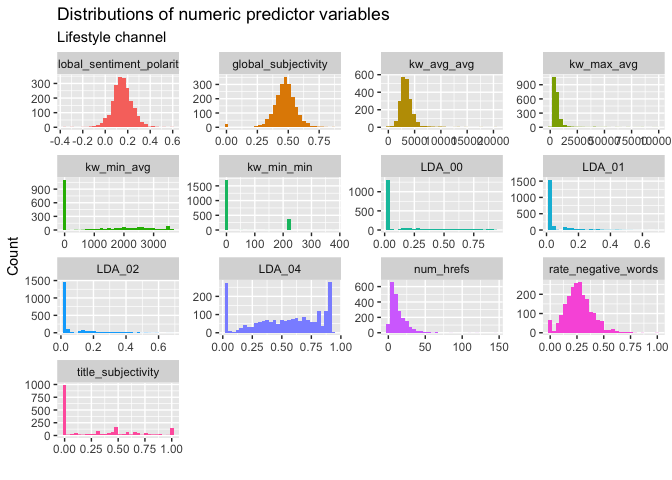 Distributions of numeric predictor variables
Lifestyle channel
Count
lobal_sentiment_polarit global_subjectivity kw_avg_avg kw_max_avg
300 200 100 0 300 200 100 0 600 400 200 0 900 600 300 0
-0.4 -0.2 0.0 0.2 0.4 0.6 0.00 0.25 0.50 0.75 0 5000 10000 15000 20000 0 25000 50000 75000 100000
kw_min_avg kw_min_min LDA_00 LDA_01
900 600 300 0 1500 1000 500 0 1000 500 0 1500 1000 500 0
0 1000 2000 3000 0 100 200 300 400 0.00 0.25 0.50 0.75 0.0 0.2 0.4 0.6
LDA_02 LDA_04 num_hrefs rate_negative_words
1500 1000 500 0 200 100 0 600 400 200 0 200 100 0
0.0 0.2 0.4 0.6 0.00 0.25 0.50 0.75 1.00 0 50 100 150 0.00 0.25 0.50 0.75 1.00
title_subjectivity
1000 750 500 250 0
0.00 0.25 0.50 0.75 1.00